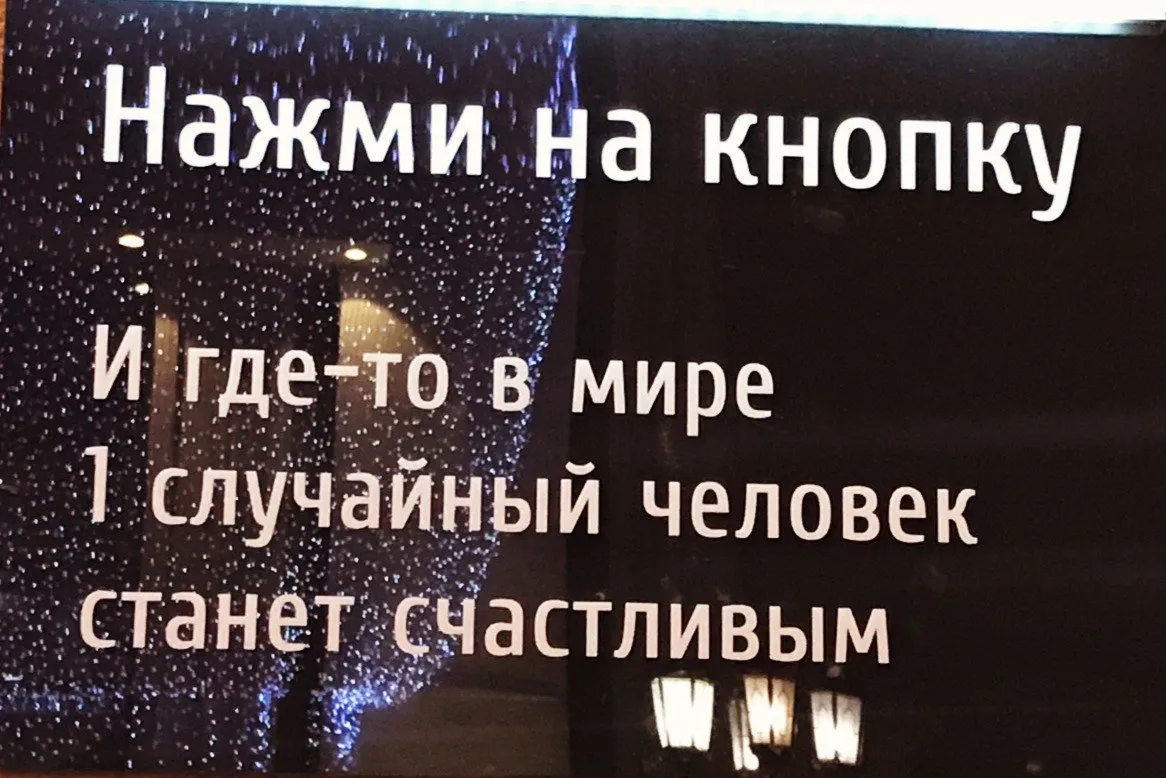 Нажми на кнопку
И где-то в мире
1 случайный человек
станет счастливым